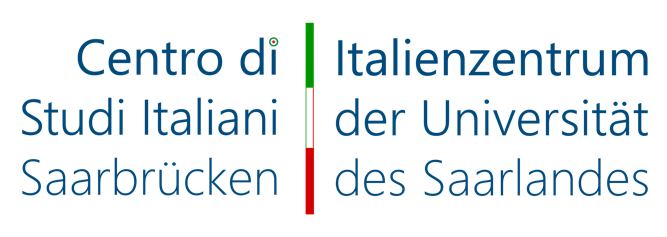 Centro di
Studi Italiani
Saarbrücken
Italienzentrum
der Universität
des Saarlandes